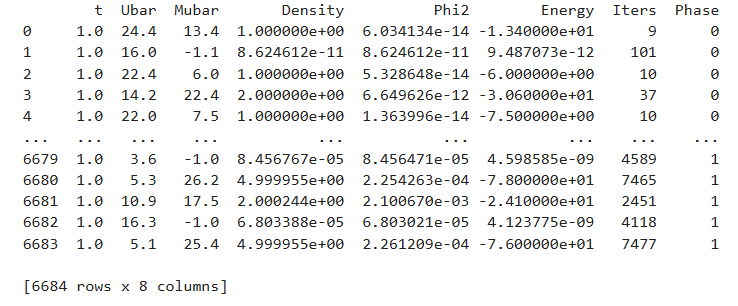 t Ubar Mubar Density Phi2 Energy Iters Phase
0 1.0 24.4 13.4 1.000000e+00 6.034134e-14 -1.340000e+01 9 0
1 1.0 16.0 -1.1 8.624612e-11 8.624612e-11 9.487073e-12 101 0
2 1.0 22.4 6.0 1.000000e+00 5.328648e-14 -6.000000e+00 10 0
3 1.0 14.2 22.4 2.000000e+00 6.649626e-12 -3.060000e+01 37 0
4 1.0 22.0 7.5 1.000000e+00 1.363996e-14 -7.500000e+00 10 0
... ... ... ... ... ... ... ... ...
6679 1.0 3.6 -1.0 8.456767e-05 8.456471e-05 4.598585e-09 4589 1
6680 1.0 5.3 26.2 4.999955e+00 2.254263e-04 -7.800000e+01 7465 1
6681 1.0 10.9 17.5 2.000244e+00 2.100670e-03 -2.410000e+01 2451 1
6682 1.0 16.3 -1.0 6.803388e-05 6.803021e-05 4.123775e-09 4118 1
6683 1.0 5.1 25.4 4.999955e+00 2.261209e-04 -7.600000e+01 7477 1
[6684 rows x 8 columns]